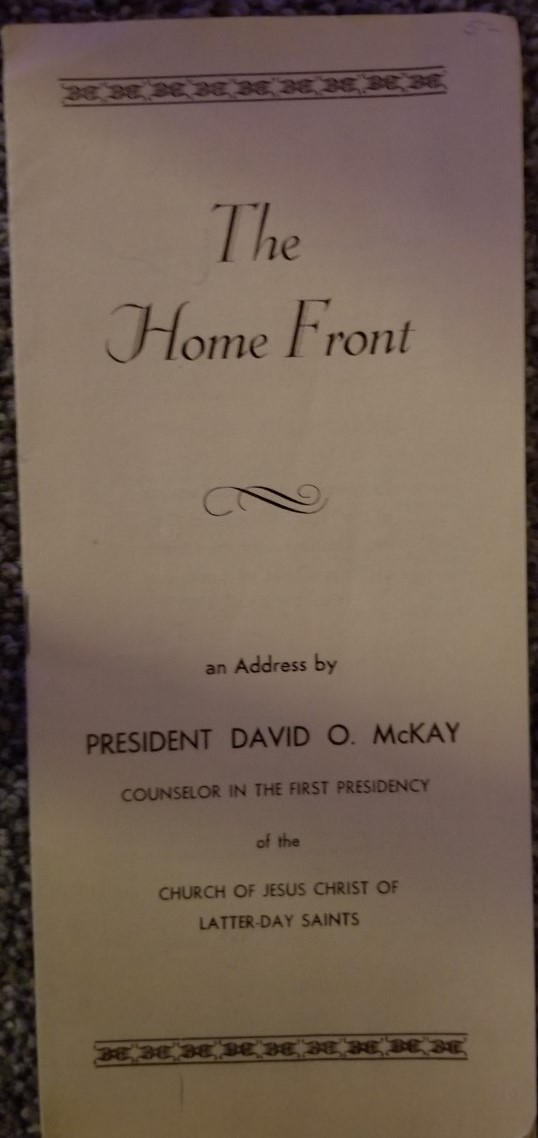 The
Home Front
an Address by
PRESIDENT DAVID O. McKAY
COUNSELOR IN THE FIRST PRESIDENCY
of the
CHURCH OF JESUS CHRIST OF
LATTER-DAY SAINTS